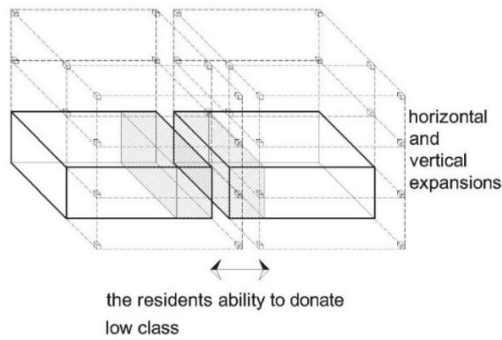 horizontal
and
vertical
expansions
the residents ability to donate
low class